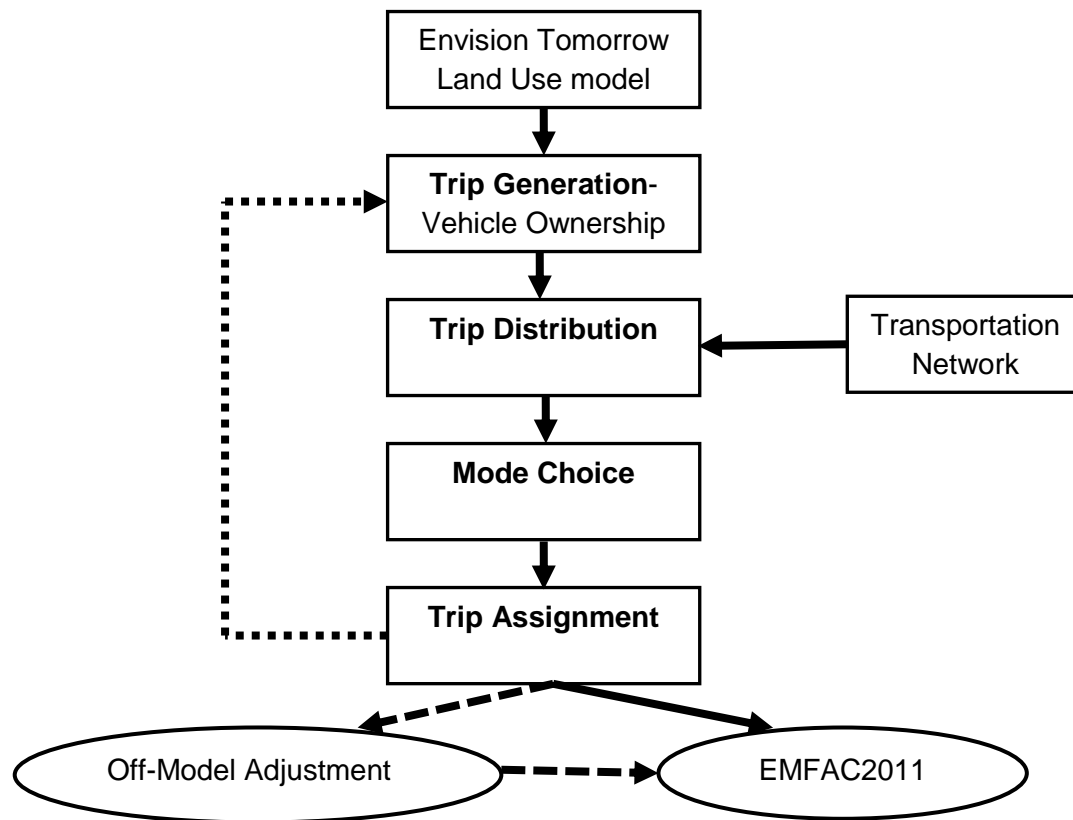 Envision Tomorrow
Land Use model
Trip Generation-
Vehicle Ownership
Trip Distribution
Transportation
Network
Mode Choice
Trip Assignment
Off-Model Adjustment
EMFAC2011